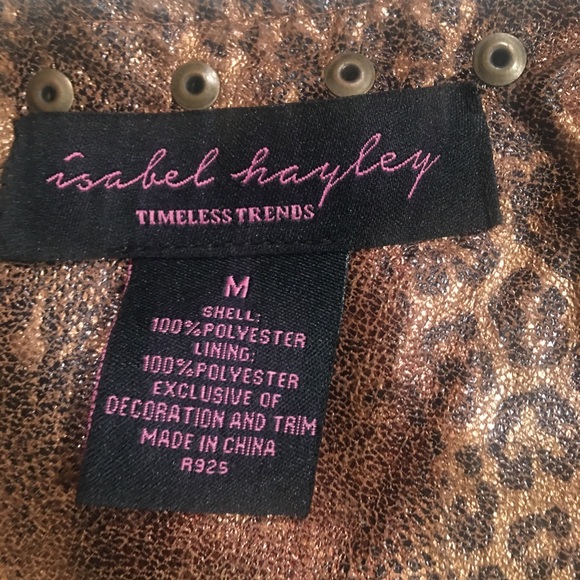 isabel hayley
TIMELESS TRENDS
M
SHELL:
100%POLYESTER
LINING:
100%POLYESTER
EXCLUSIVE OF
DECORATION AND TRIM
MADE IN CHINA
R925